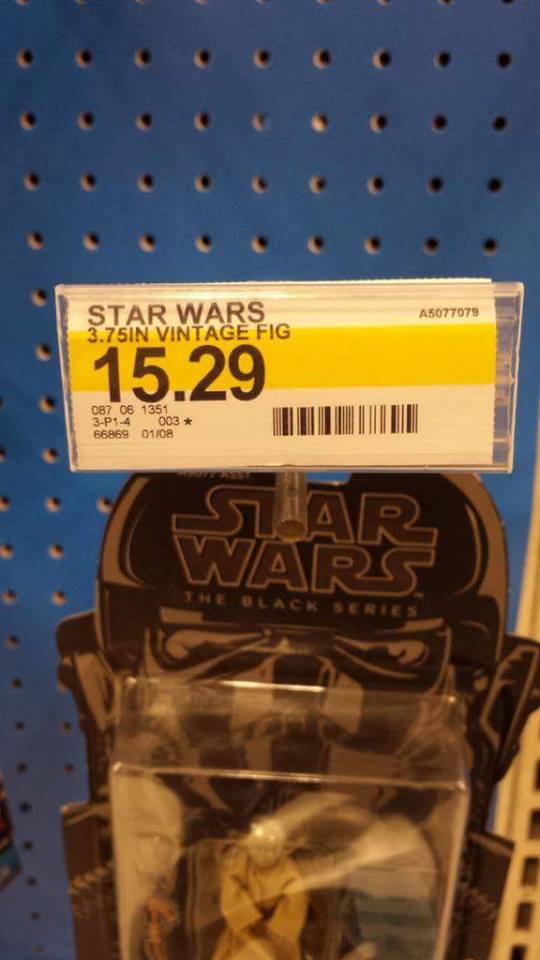 STAR WARS
A5077079
3.75IN VINTAGE FIG
15.29
087 06 1351
3-P1-4 003 *
66869 01/08
ASST.
STAR
WARS
THE BLACK SERIES